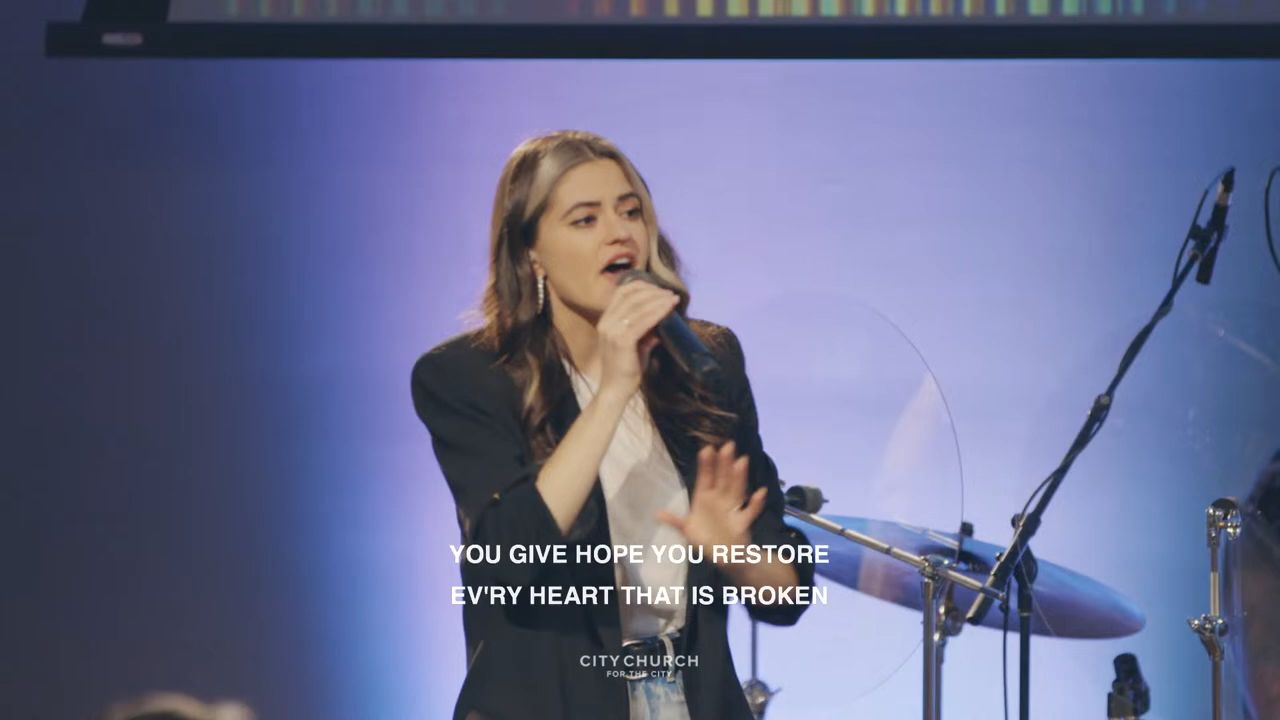 YOU GIVE HOPE YOU RESTORE
EV'RY HEART THAT IS BROKEN
CITY CHURCH
FOR THE CITY